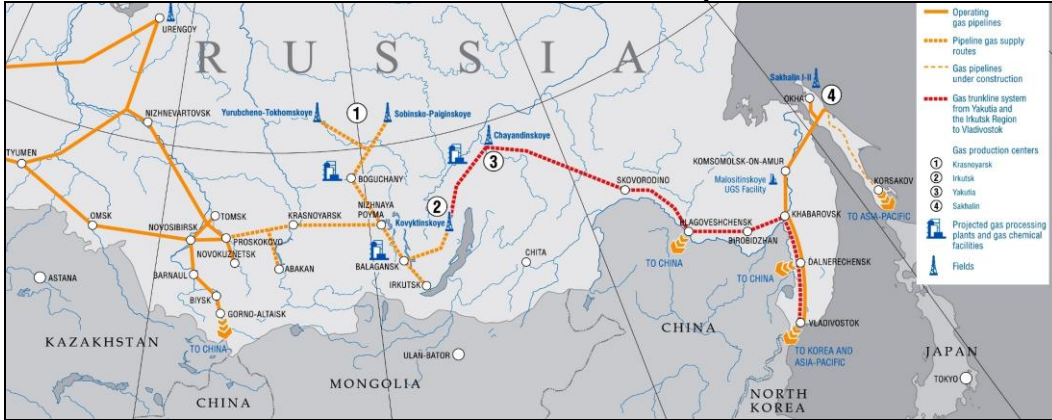 URENGOY
RUSSIA
NIZHNEVARTOVSK
TYUMEN
OMSK
TOMSK
NOVOSIBIRSK
PROSKOKOVO
NOVOKUZNETSK
BARNAUL
BIYSK
GORNO-ALTAISK
TO CHINA
ASTANA
KAZAKHSTAN
CHINA
MONGOLIA
ULAN-BATOR
ABAKAN
KRASNOYARSK
Yurubcheno-Tokhomskoye
1
Sobinsko-Paiginskoye
BOGUCHANY
NIZHNAYA
POYMA
2
Kovyktinskoye
BALAGANSK
IRKUTSK
CHITA
Chayandinskoye
3
SKOVORODINO
BLAGOVESHCHENSK
BIROBIDZHAN
TO CHINA
TO CHINA
CHINA
Sakhalin I-II
OKHA
4
KOMSOMOLSK-ON-AMUR
Malositinskoye
UGS Facility
KHABAROVSK
KORSAKOV
TO ASIA-PACIFIC
DALNERECHENSK
VLADIVOSTOK
TO KOREA AND
ASIA-PACIFIC
NORTH
KOREA
JAPAN
TOKYO
Operating
gas pipelines
Pipeline gas supply
routes
Gas pipelines
under construction
Gas trunkline system
from Yakutia and
the Irkutsk Region
to Vladivostok
Gas production centers
1 Krasnoyarsk
2 Irkutsk
3 Yakutia
4 Sakhalin
Projected gas processing
plants and gas chemical
facilities
Fields